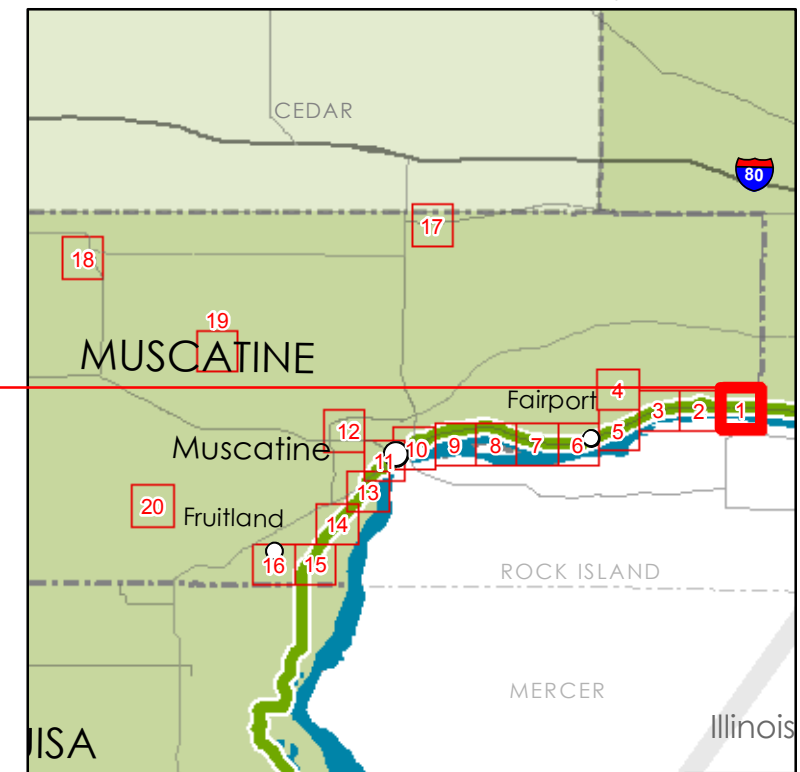 CEDAR
80
17
18
19
MUSCATINE
4
Fairport
1
2
3
5
12
Muscatine
10
9
8
7
6
11
13
20
Fruitland
14
16
15
ROCK ISLAND
MERCER
Illinois
UISA